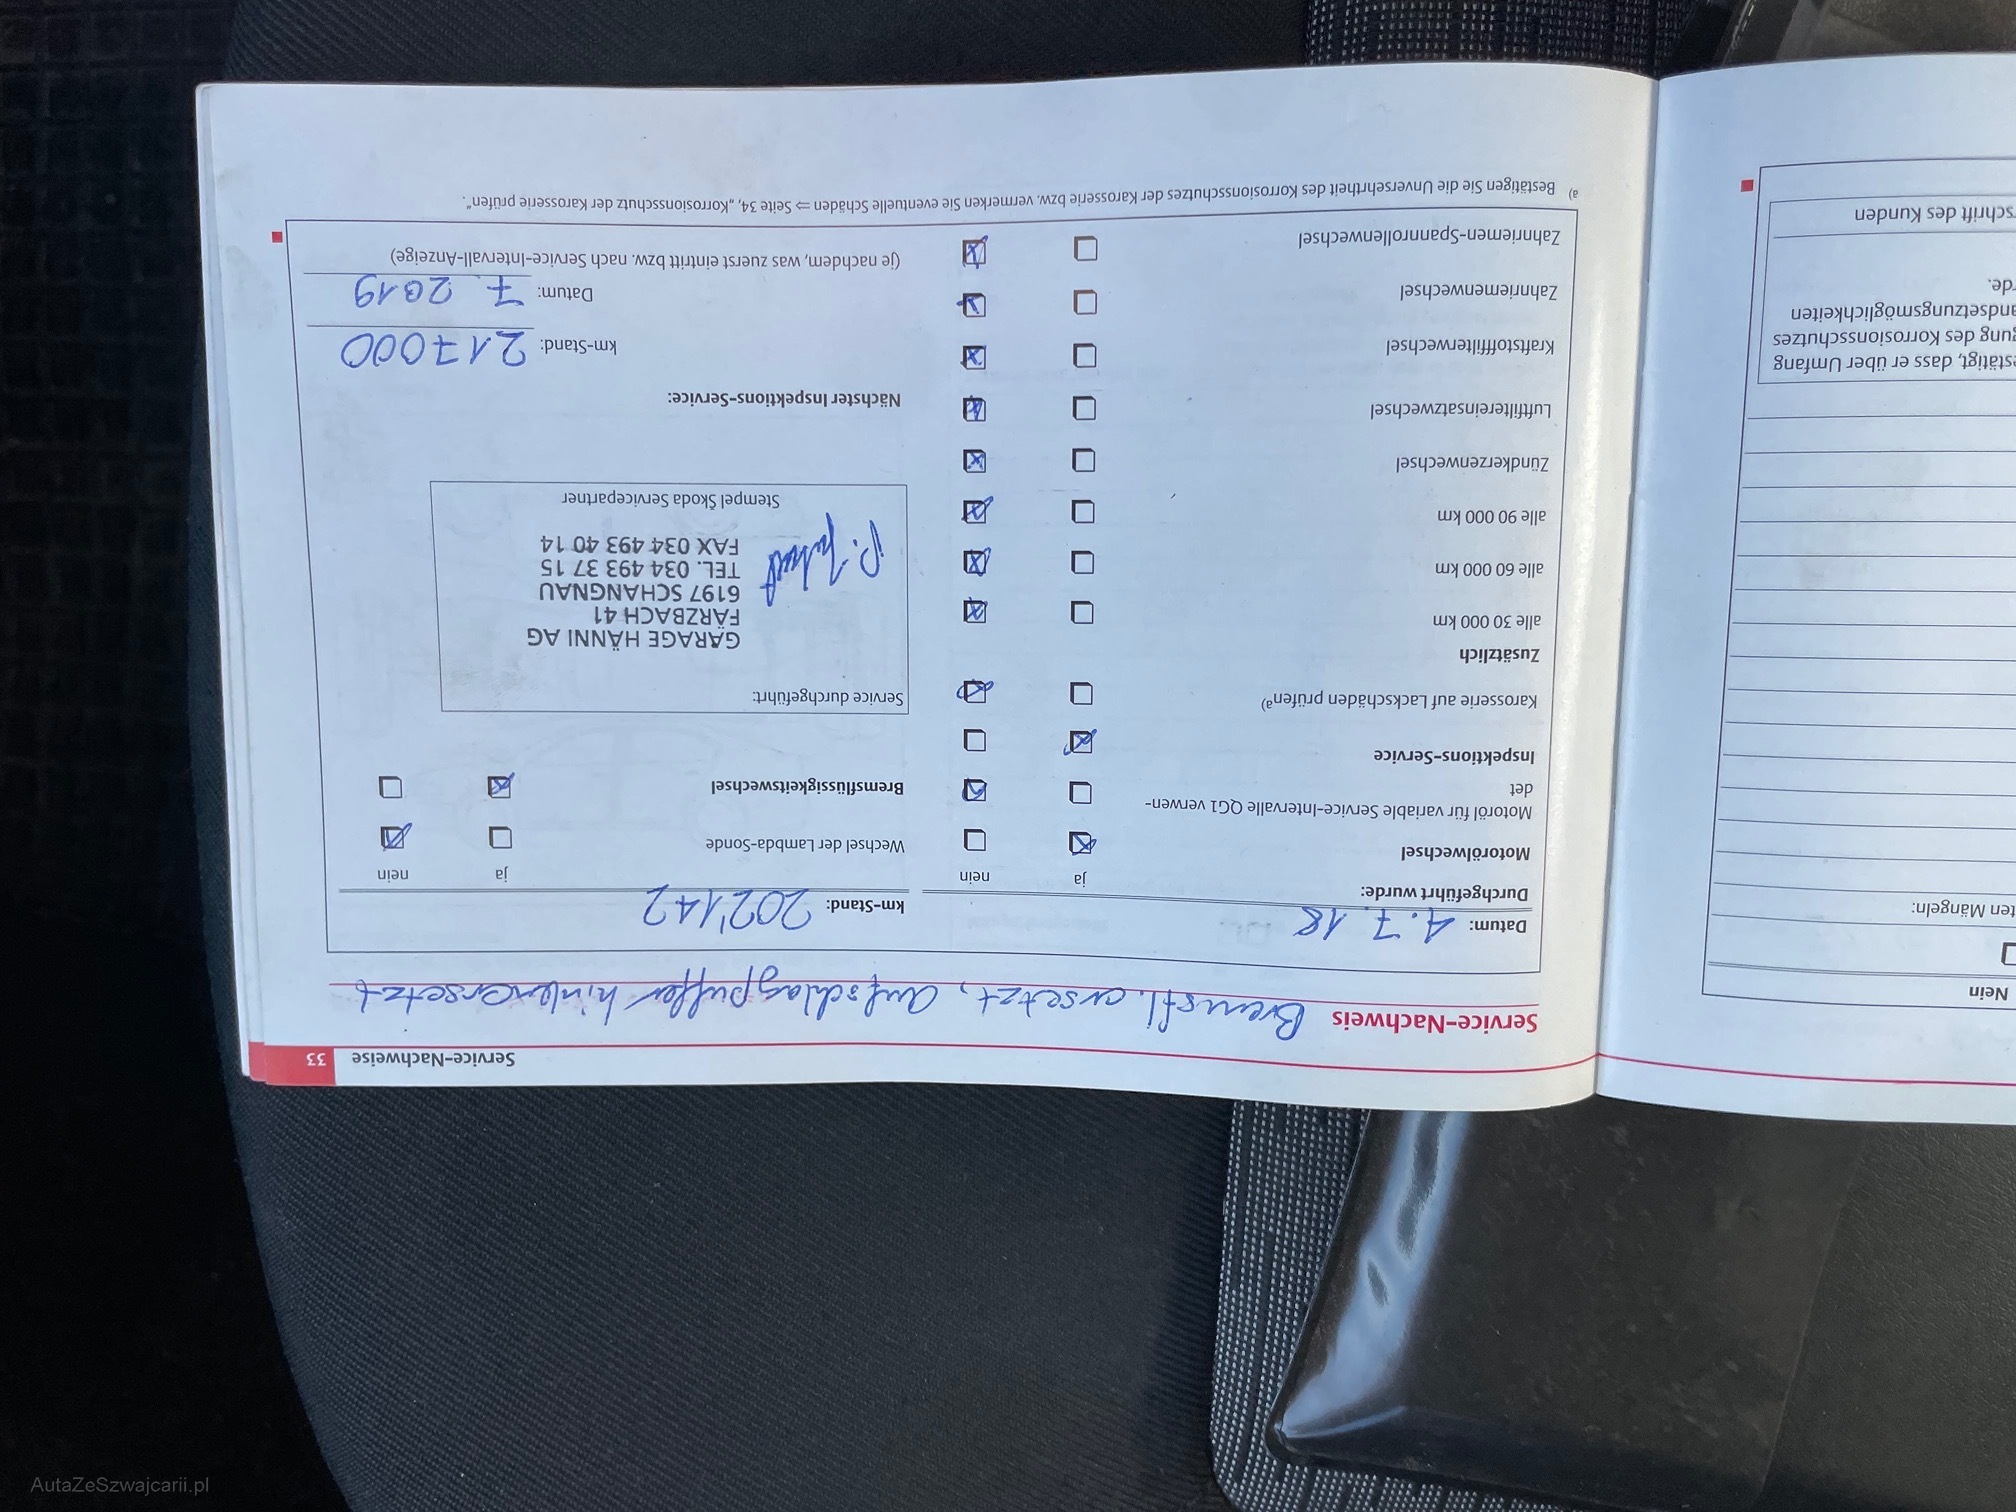 Service-Nachweise 33
Service-Nachweis Bremsfl. ersetzt, Aufschlagpuffer hinten ersetzt
Datum: 4.7.18
km-Stand: 202'142
Durchgeführt wurde:
ja nein
ja nein
Motorölwechsel
Wechsel der Lambda-Sonde
Motoröl für variable Service-Intervalle QG1 verwen-
det
Bremsflüssigkeitswechsel
Inspektions-Service
Karosserie auf Lackschäden prüfen a)
Service durchgeführt:
GARAGE HÄNNI AG
FÄRZBACH 41
6197 SCHANGNAU
TEL. 034 493 37 15
FAX 034 493 40 14
Stempel Škoda Servicepartner
Zusätzlich
alle 30 000 km
alle 60 000 km
alle 90 000 km
Zündkerzenwechsel
Luftfiltereinsatzwechsel
Kraftstofffilterwechsel
Zahnriemenwechsel
Zahnriemen-Spannrollenwechsel
Nächster Inspektions-Service:
km-Stand: 217000
Datum: 7. 2019
(je nachdem, was zuerst eintritt bzw. nach Service-Intervall-Anzeige)
a) Bestätigen Sie die Unversehrtheit des Korrosionsschutzes der Karosserie bzw. vermerken Sie eventuelle Schäden ⇒ Seite 34, „Korrosionsschutz der Karosserie prüfen“.
Nein
ten Mängeln:
estätigt, dass er über Umfang
gung des Korrosionsschutzes
andsetzungsmöglichkeiten
rde.
schrift des Kunden
AutaZeSzwajcarii.pl